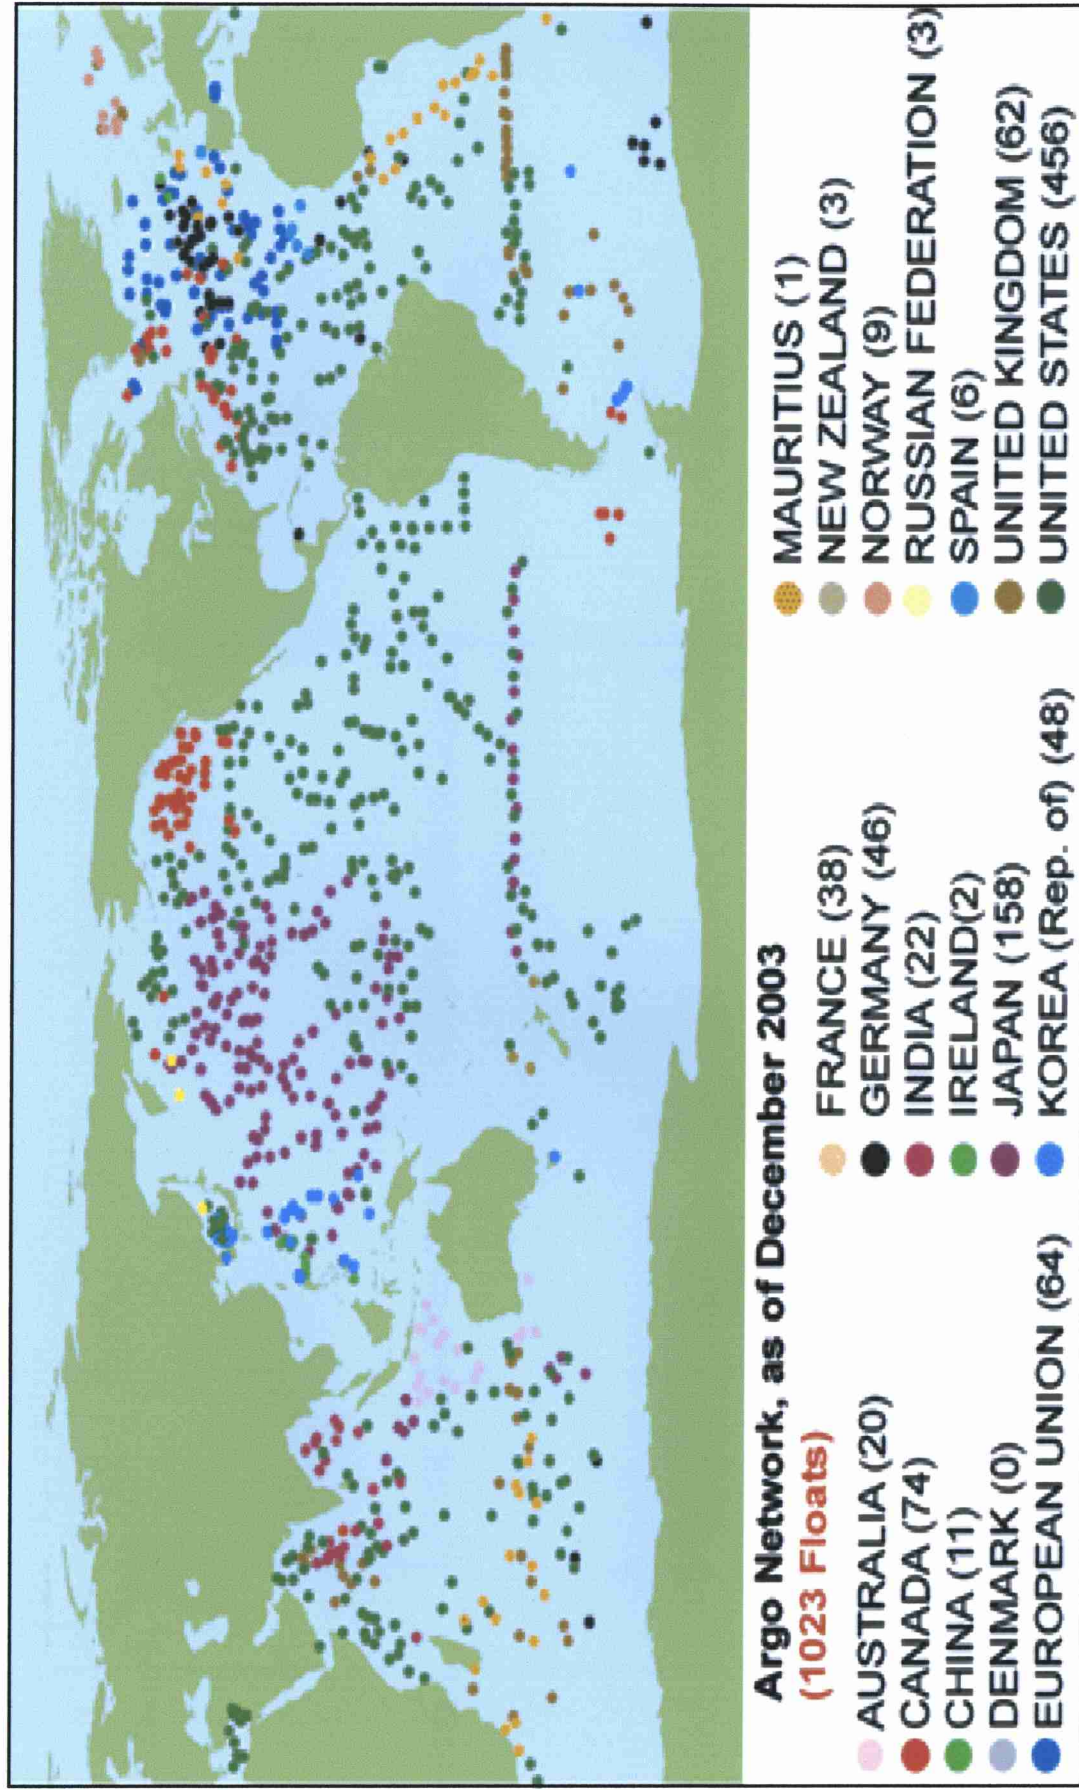 Argo Network, as of December 2003
(1023 Floats)
AUSTRALIA (20)
CANADA (74)
CHINA (11)
DENMARK (0)
EUROPEAN UNION (64)
FRANCE (38)
GERMANY (46)
INDIA (22)
IRELAND(2)
JAPAN (158)
KOREA (Rep. of) (48)
MAURITIUS (1)
NEW ZEALAND (3)
NORWAY (9)
RUSSIAN FEDERATION (3)
SPAIN (6)
UNITED KINGDOM (62)
UNITED STATES (456)